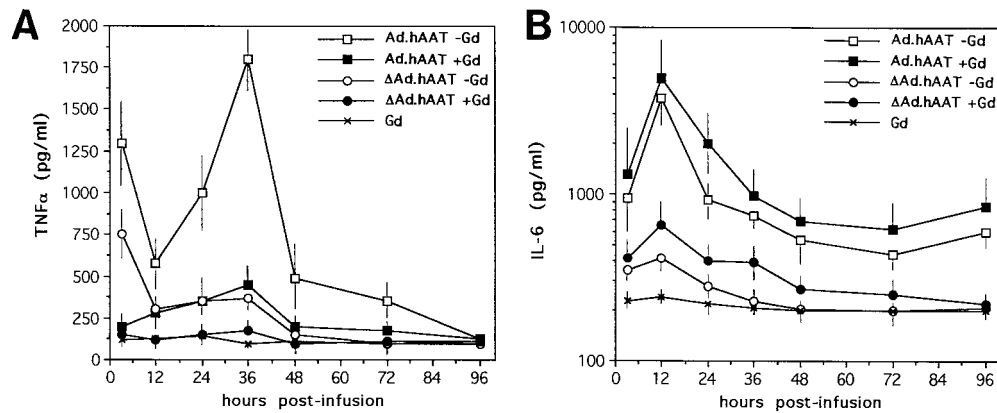 A
TNFα (pg/ml)
2000
1750
1500
1250
1000
750
500
250
0
0 12 24 36 48 60 72 84 96
hours post-infusion
Ad.hAAT -Gd
Ad.hAAT +Gd
ΔAd.hAAT -Gd
ΔAd.hAAT +Gd
Gd
B
IL-6 (pg/ml)
10000
1000
100
0 12 24 36 48 60 72 84 96
hours post-infusion
Ad.hAAT -Gd
Ad.hAAT +Gd
ΔAd.hAAT -Gd
ΔAd.hAAT +Gd
Gd